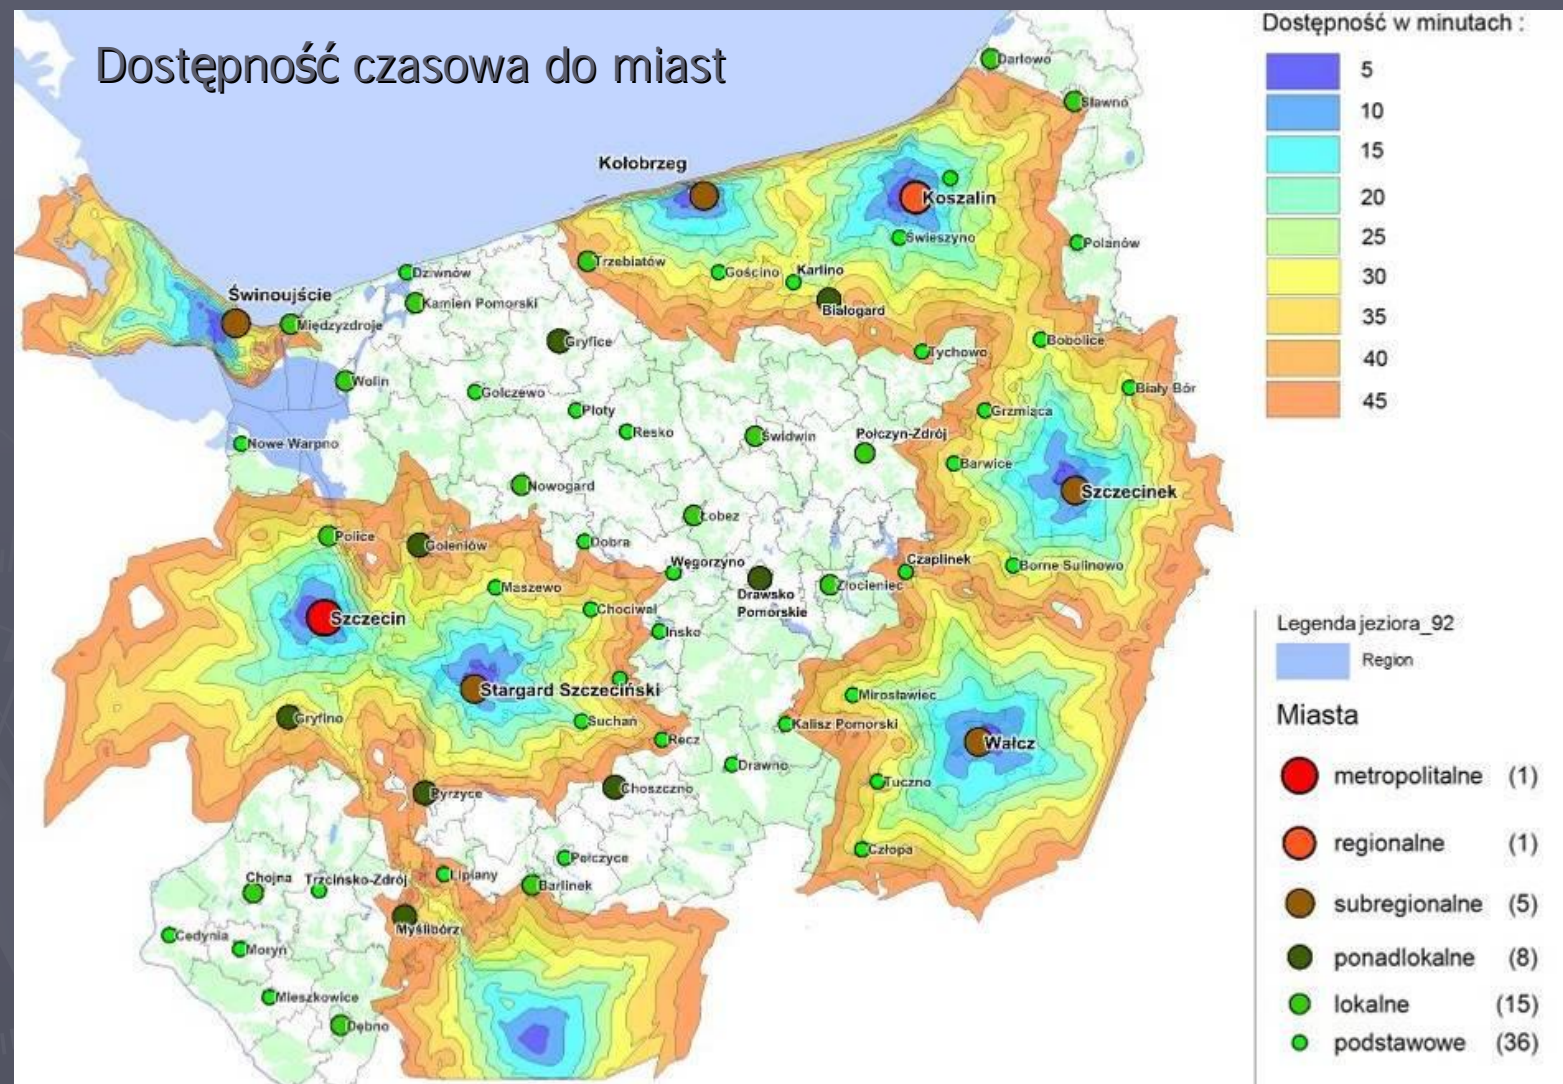 Dostępność czasowa do miast
Dostępność w minutach :
5
10
15
20
25
30
35
40
45
Legenda jeziora_92
Region
Miasta
metropolitalne (1)
regionalne (1)
subregionalne (5)
ponadlokalne (8)
lokalne (15)
podstawowe (36)
Darłowo
Sławno
Kołobrzeg
Koszalin
Świeszyno
Polanów
Trzebiatów
Gościno
Karlino
Białogard
Dziwnów
Kamień Pomorski
Świnoujście
Międzyzdroje
Gryfice
Tychowo
Bobolice
Wolin
Golczewo
Płoty
Biały Bór
Grzmiąca
Resko
Świdwin
Połczyn-Zdrój
Nowe Warpno
Barwice
Nowogard
Szczecinek
Łobez
Police
Goleniów
Dobra
Węgorzyno
Czaplinek
Borne Sulinowo
Maszewo
Drawsko
Pomorskie
Złocieniec
Chociwel
Szczecin
Ińsko
Stargard Szczeciński
Mirosławiec
Gryfino
Suchań
Kalisz Pomorski
Recz
Wałcz
Drawno
Tuczno
Pyrzyce
Choszczno
Człopa
Pełczyce
Lipiany
Barlinek
Chojna
Trzcińsko-Zdrój
Myślibórz
Cedynia
Moryń
Mieszkowice
Dębno